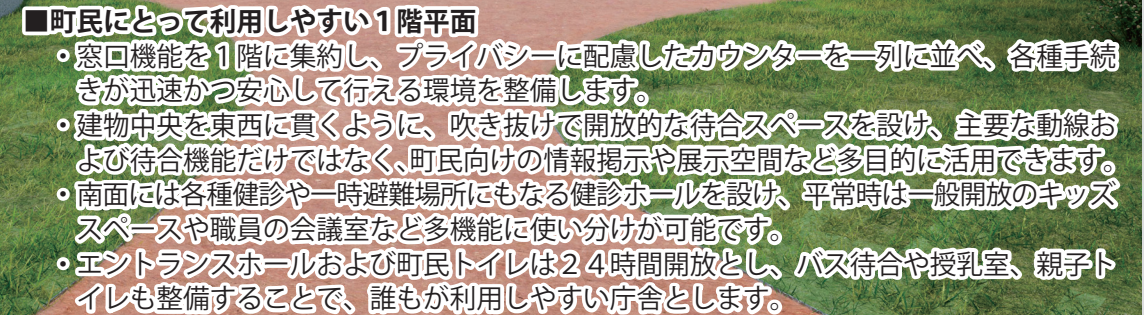 ■町民にとって利用しやすい１階平面
・窓口機能を１階に集約し、プライバシーに配慮したカウンターを一列に並べ、各種手続
きが迅速かつ安心して行える環境を整備します。
・建物中央を東西に貫くように、吹き抜けで開放的な待合スペースを設け、主要な動線お
よび待合機能だけではなく、町民向けの情報掲示や展示空間など多目的に活用できます。
・南面には各種健診や一時避難場所にもなる健診ホールを設け、平常時は一般開放のキッズ
スペースや職員の会議室など多機能に使い分けが可能です。
・エントランスホールおよび町民トイレは２４時間開放とし、バス待合や授乳室、親子ト
イレも整備することで、誰もが利用しやすい庁舎とします。